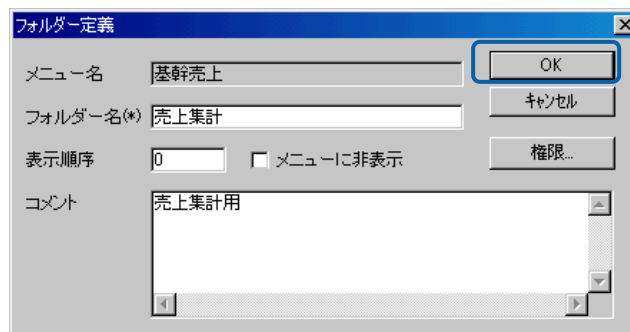 フォルダー定義
メニュー名 基幹売上 OK
フォルダー名(*) 売上集計 キャンセル
表示順序 0 メニューに非表示 権限...
コメント 売上集計用